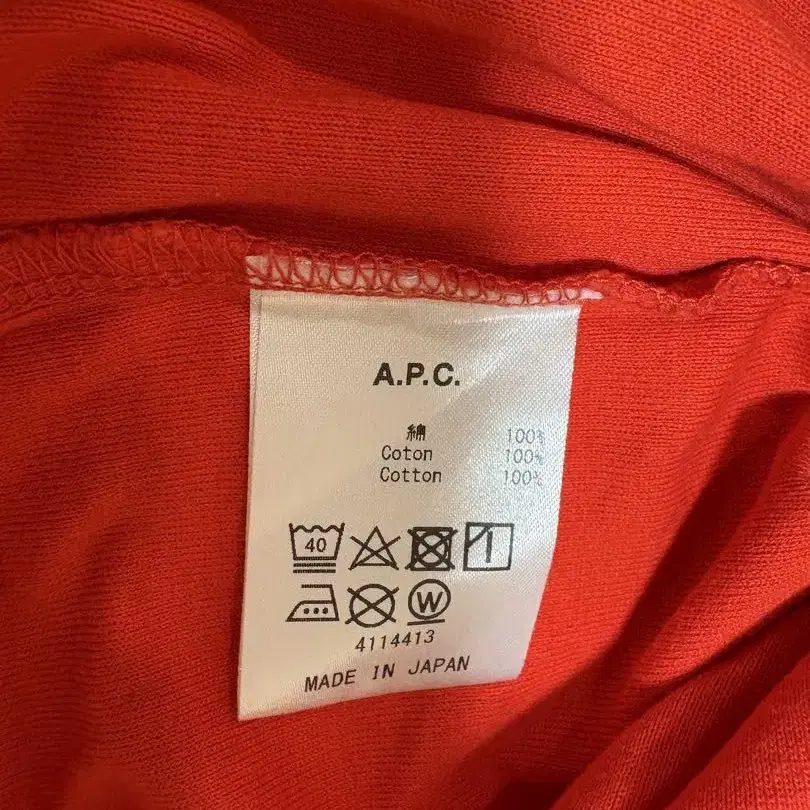 A.P.C.
綿 100%
Coton 100%
Cotton 100%
40
W
4114413
MADE IN JAPAN